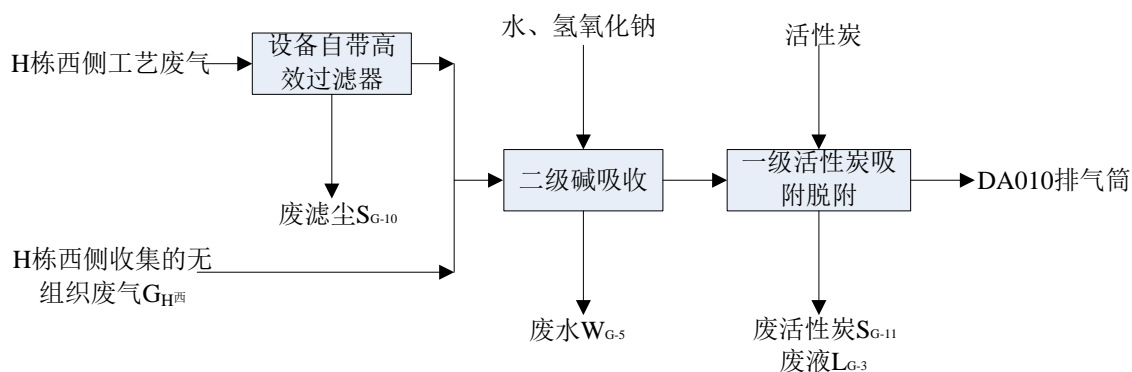 水、氢氧化钠
活性炭
H栋西侧工艺废气
设备自带高
效过滤器
二级碱吸收
一级活性炭吸
附脱附
DA010排气筒
废滤尘SG-10
H栋西侧收集的无
组织废气GH西
废水WG-5
废活性炭SG-11
废液LG-3